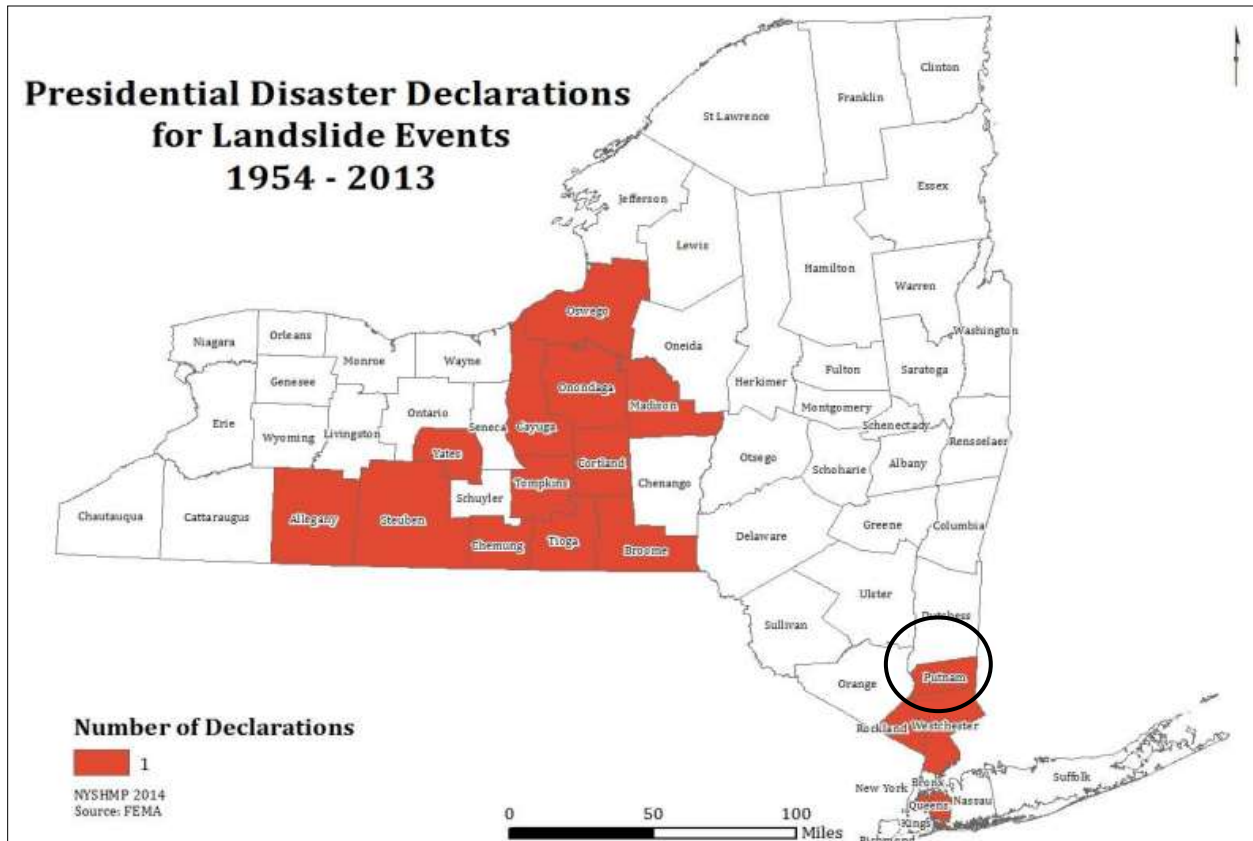 Presidential Disaster Declarations
for Landslide Events
1954 - 2013
Clinton
Franklin
St Lawrence
Essex
Jefferson
Lewis
Hamilton
Warren
Oswego
Washington
Oneida
Niagara
Orleans
Monroe
Wayne
Herkimer
Fulton
Saratoga
Genesee
Onondaga
Madison
Montgomery
Ontario
Seneca
Cayuga
Schenectady
Erie
Wyoming
Livingston
Rensselaer
Yates
Cortland
Otsego
Schoharie
Albany
Tompkins
Chenango
Schuyler
Chautauqua
Cattaraugus
Allegany
Steuben
Chemung
Tioga
Broome
Delaware
Greene
Columbia
Ulster
Dutchess
Sullivan
Orange
Putnam
Rockland
Westchester
Number of Declarations
1
NYSHMP 2014
Source: FEMA
New York
Bronx
Suffolk
Nassau
Queens
Kings
Richmond
0
50
100
Miles